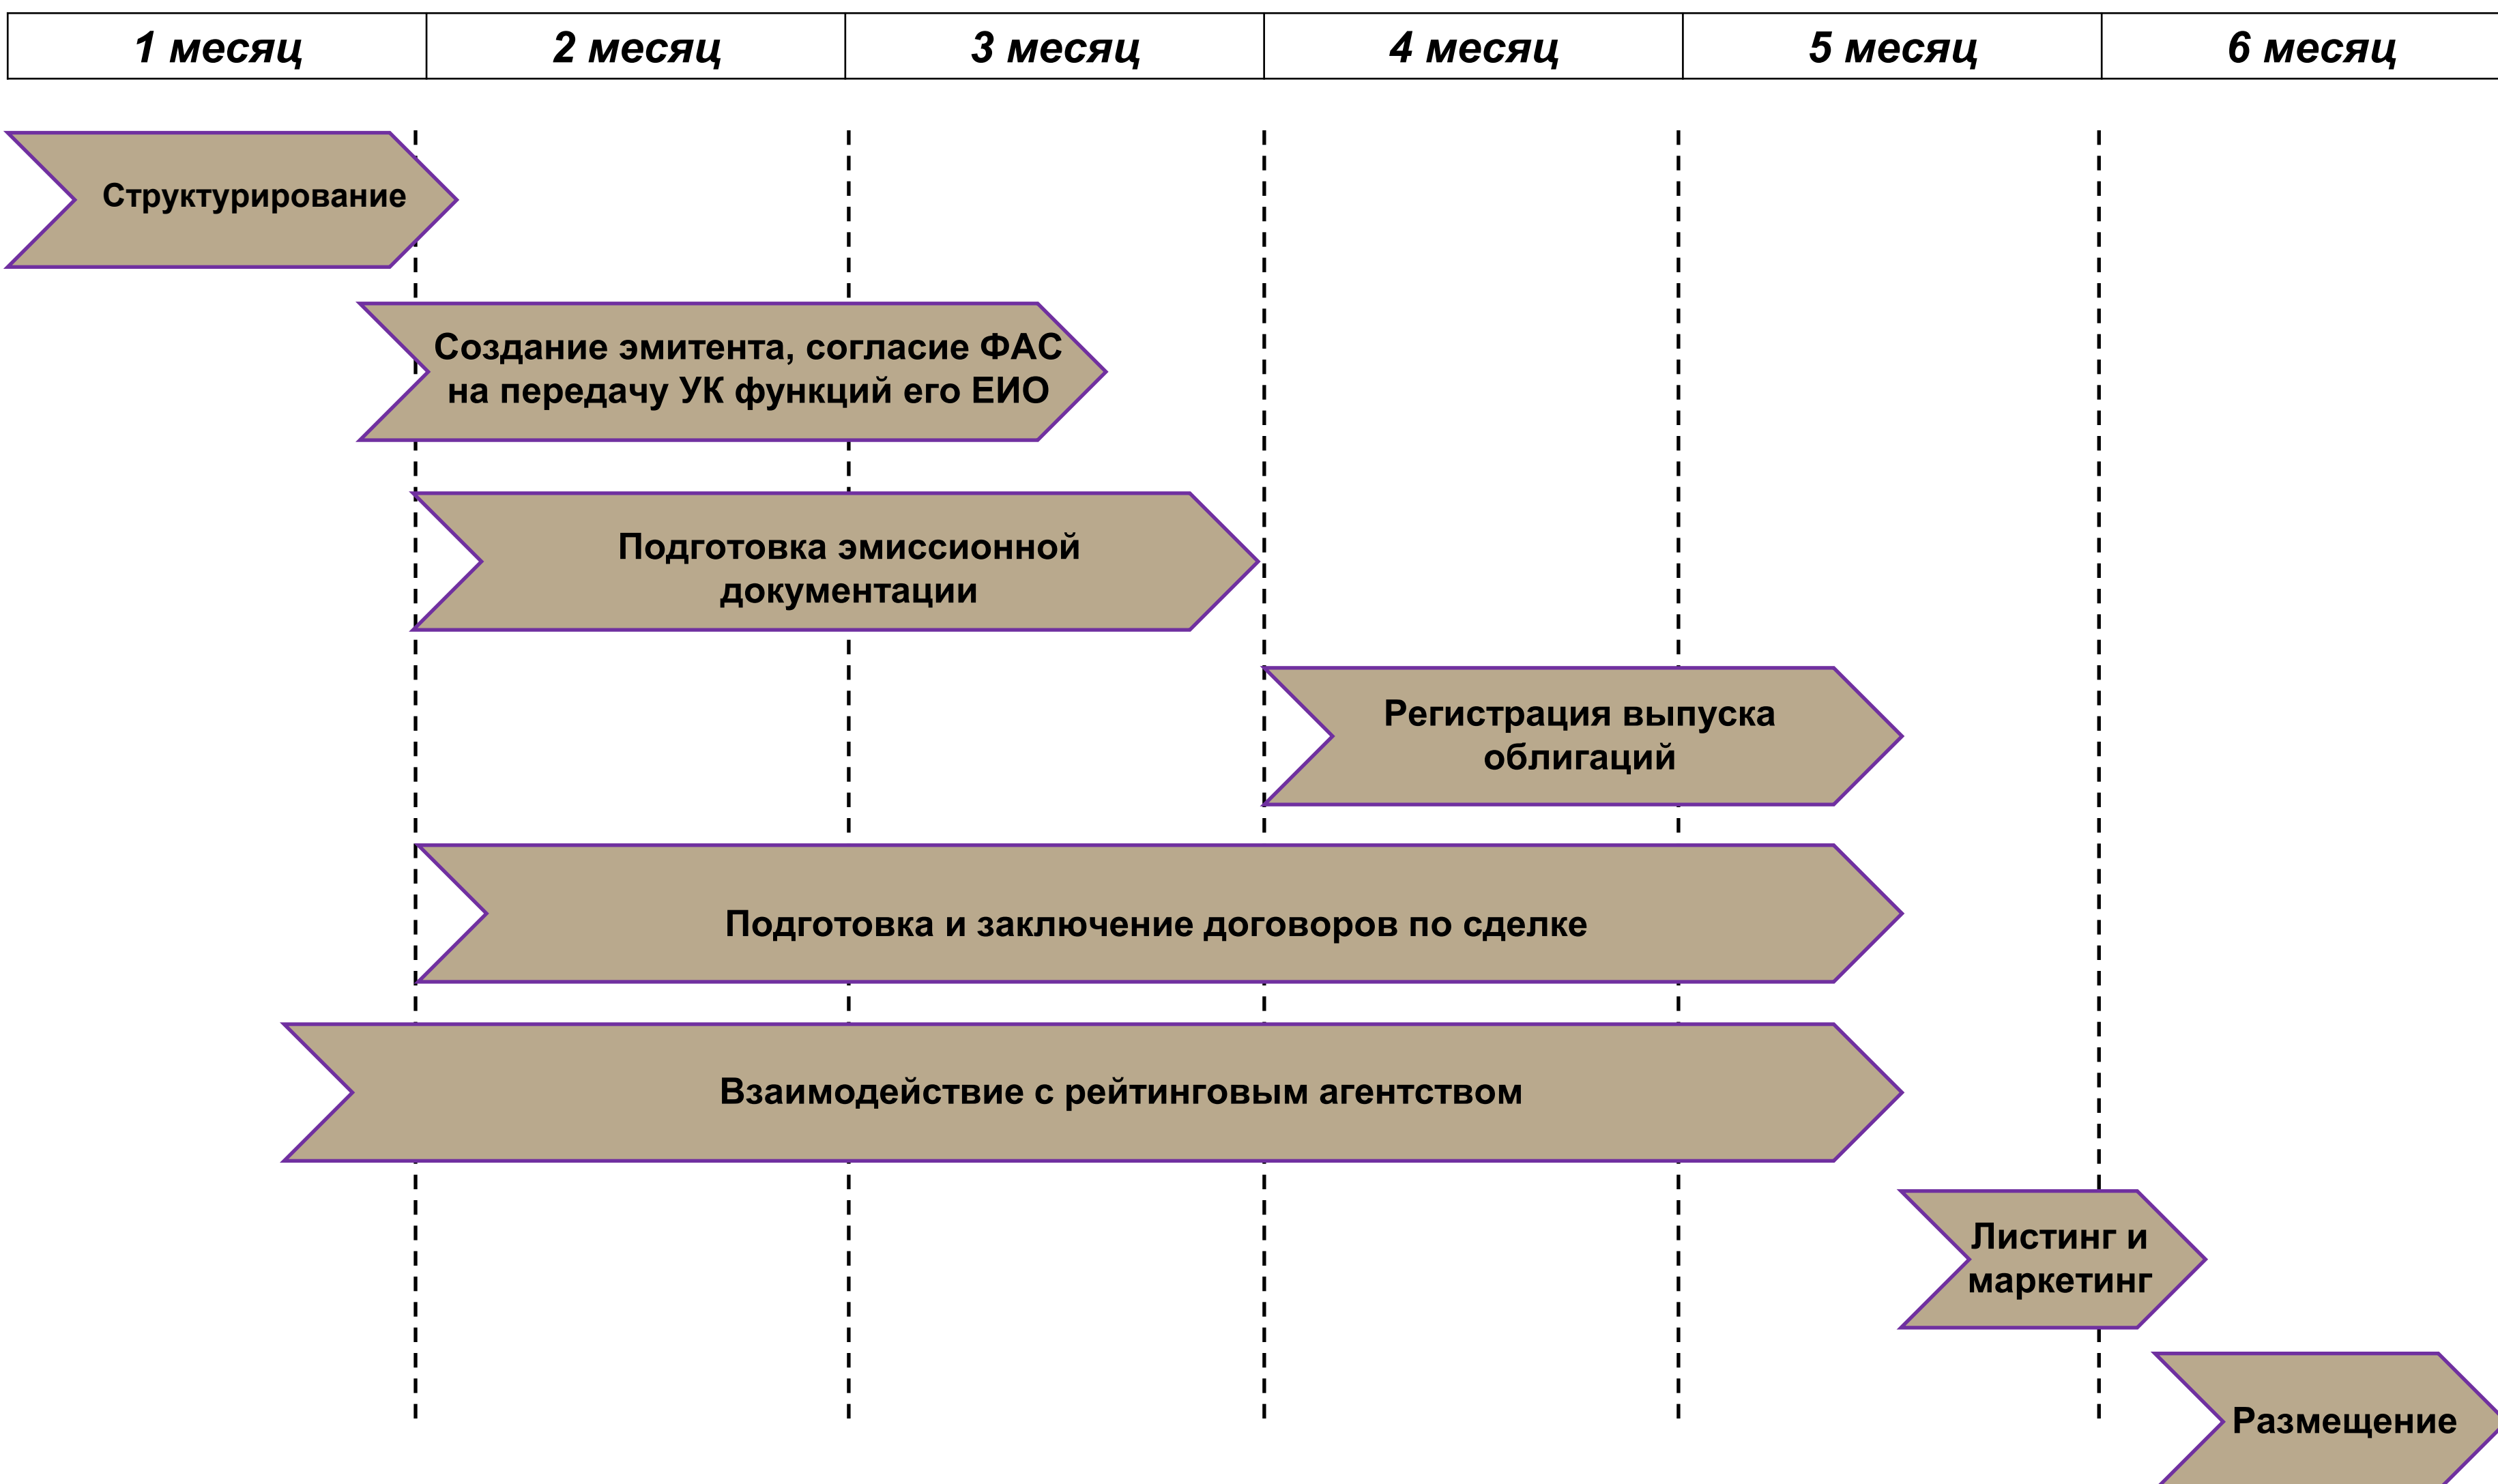 1 месяц
2 месяц
3 месяц
4 месяц
5 месяц
6 месяц
Структурирование
Создание эмитента, согласие ФАС
на передачу УК функций его ЕИО
Подготовка эмиссионной
документации
Регистрация выпуска
облигаций
Подготовка и заключение договоров по сделке
Взаимодействие с рейтинговым агентством
Листинг и
маркетинг
Размещение